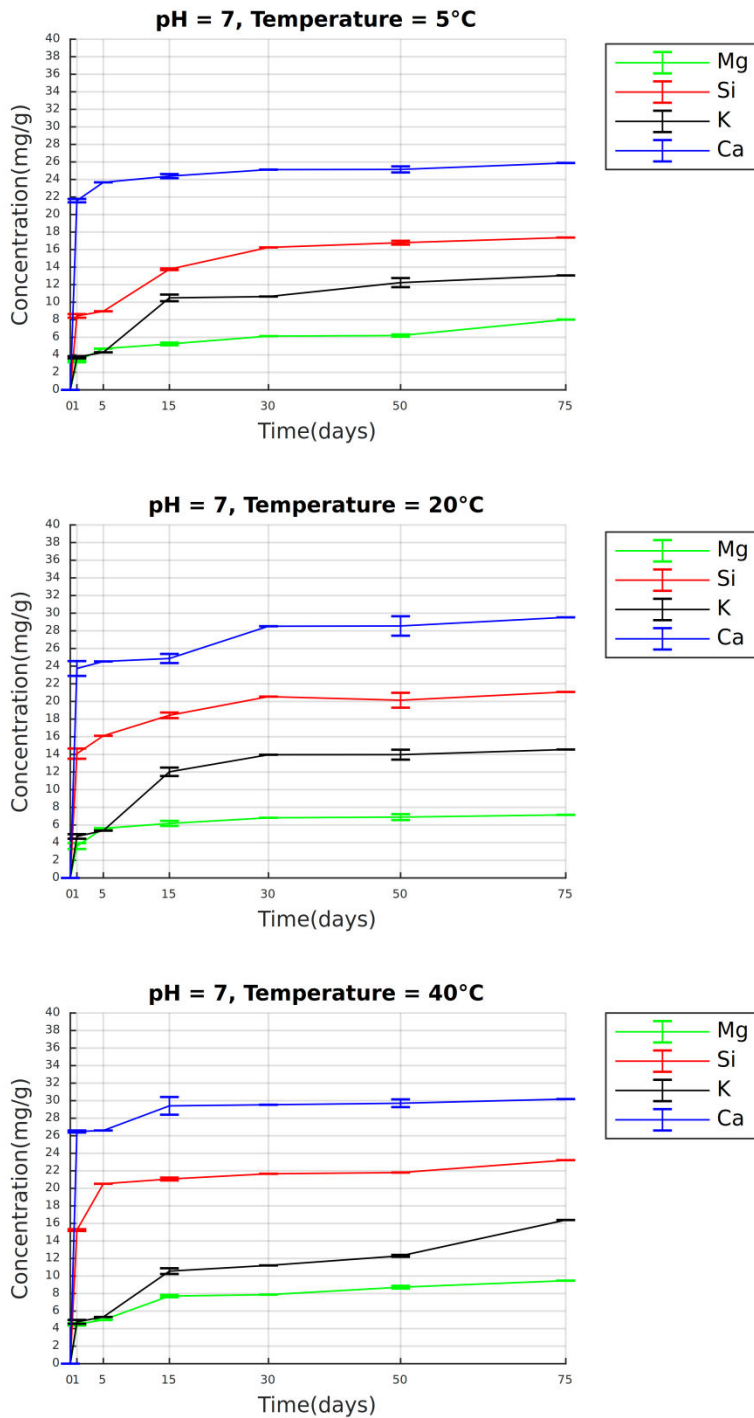 pH = 7, Temperature = 5°C
40
38
36
34
32
30
28
26
24
22
20
18
16
14
12
10
8
6
4
2
0
Concentration(mg/g)
01 5 15 30 50 75
Time(days)
Mg
Si
K
Ca
pH = 7, Temperature = 20°C
40
38
36
34
32
30
28
26
24
22
20
18
16
14
12
10
8
6
4
2
0
Concentration(mg/g)
01 5 15 30 50 75
Time(days)
Mg
Si
K
Ca
pH = 7, Temperature = 40°C
40
38
36
34
32
30
28
26
24
22
20
18
16
14
12
10
8
6
4
2
0
Concentration(mg/g)
01 5 15 30 50 75
Time(days)
Mg
Si
K
Ca